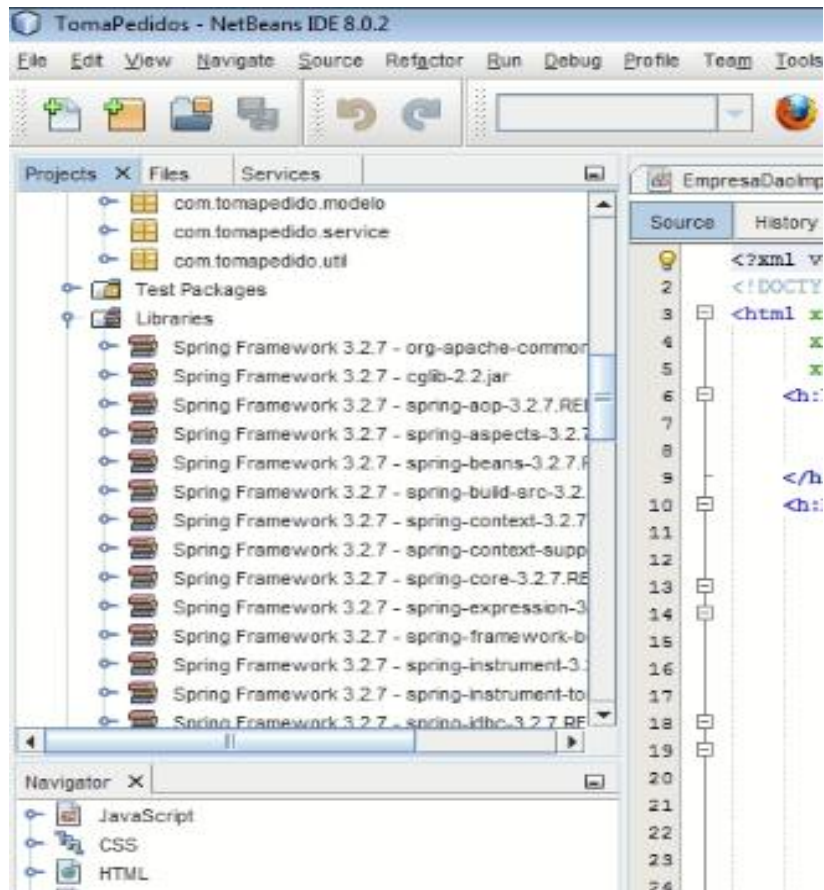 TomaPedidos - NetBeans IDE 8.0.2
File Edit View Navigate Source Refactor Run Debug Profile Team Tools
Projects X Files Services
com.tomapedido.modelo
com.tomapedido.service
com.tomapedido.util
Test Packages
Libraries
Spring Framework 3.2.7 - org-apache-common
Spring Framework 3.2.7 - cglib-2.2.jar
Spring Framework 3.2.7 - spring-aop-3.2.7.REL
Spring Framework 3.2.7 - spring-aspects-3.2.7
Spring Framework 3.2.7 - spring-beans-3.2.7.R
Spring Framework 3.2.7 - spring-build-src-3.2.
Spring Framework 3.2.7 - spring-context-3.2.7
Spring Framework 3.2.7 - spring-context-supp
Spring Framework 3.2.7 - spring-core-3.2.7.RE
Spring Framework 3.2.7 - spring-expression-3
Spring Framework 3.2.7 - spring-framework-b
Spring Framework 3.2.7 - spring-instrument-3.
Spring Framework 3.2.7 - spring-instrument-to
Spring Framework 3.2.7 - spring-jdbc-3.2.7.RE
Navigator X
JavaScript
CSS
HTML
EmpresaDaoImp
Source History
<?xml v
2 <!DOCTY
3 <html x
4 x
5 x
6 <h:
7
8
9 </h
10 <h:
11
12
13
14
15
16
17
18
19
20
21
22
23
24